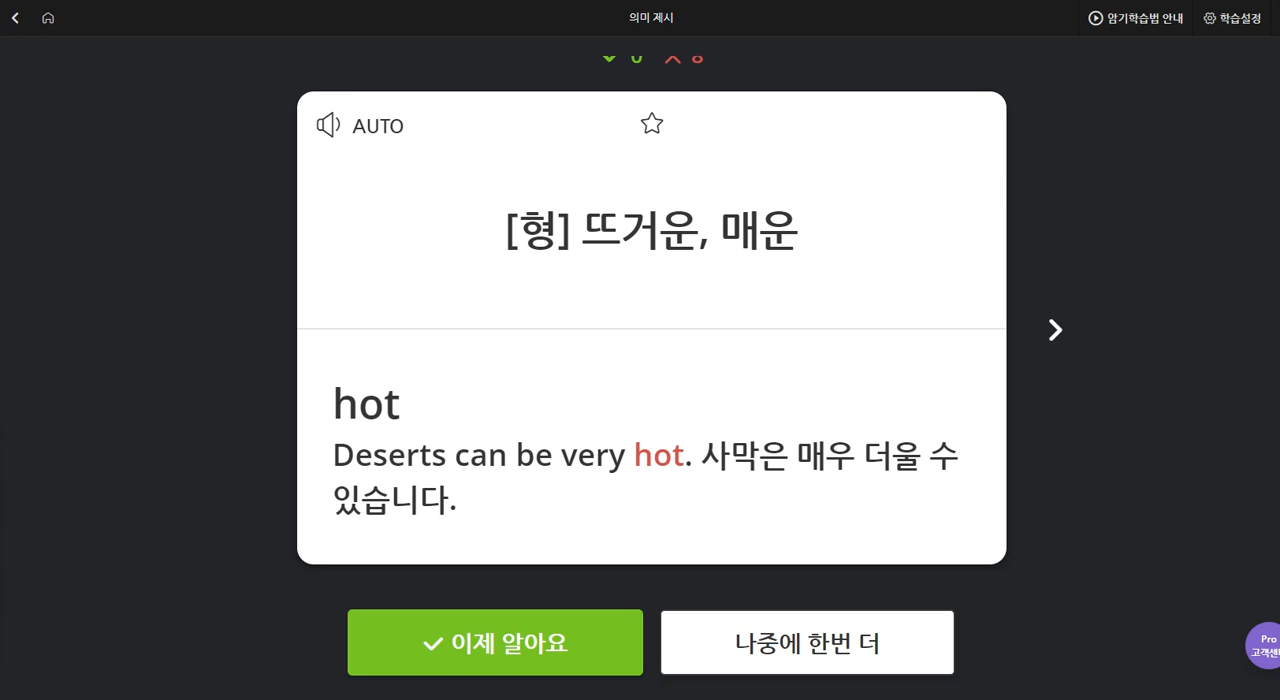 의미 제시
암기학습법 안내
학습설정
AUTO
[형] 뜨거운, 매운
hot
Deserts can be very hot. 사막은 매우 더울 수
있습니다.
이제 알아요
나중에 한번 더
Pro